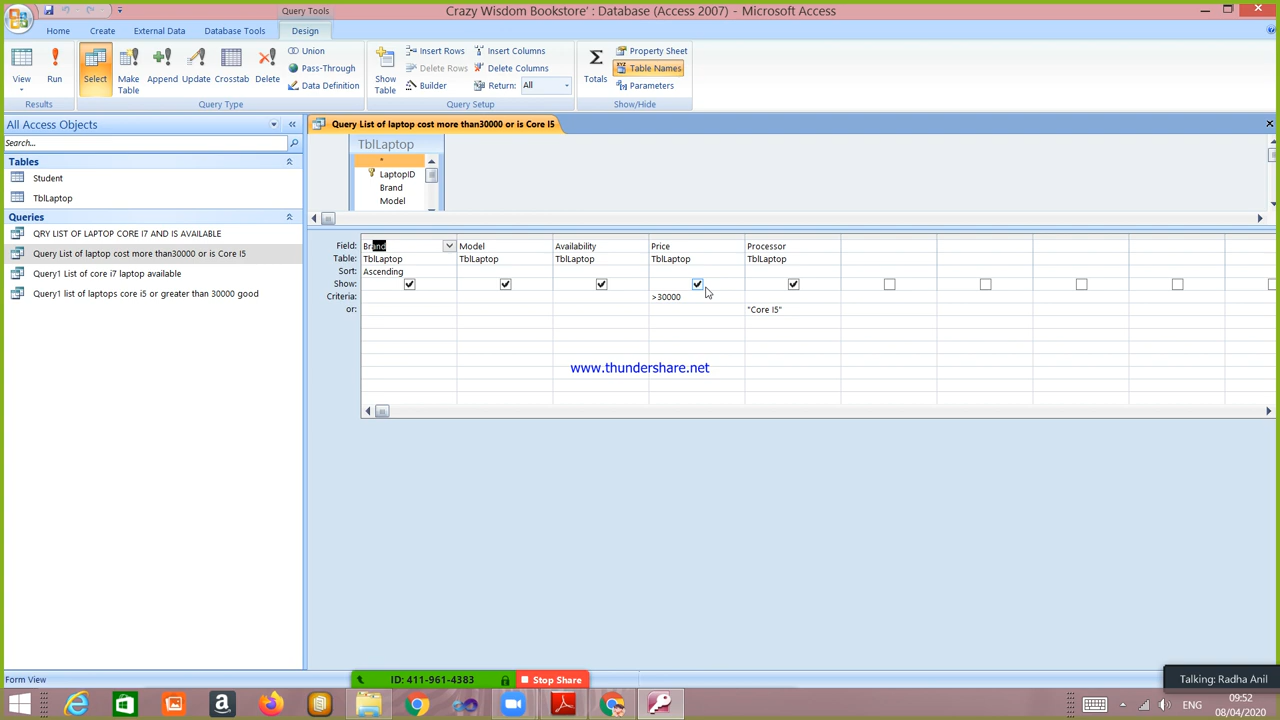 Query Tools
Crazy Wisdom Bookstore' : Database (Access 2007) - Microsoft Access
Home Create External Data Database Tools Design
View Run Select Make Table Append Update Crosstab Delete
Union
Pass-Through
Data Definition
Show Table
Insert Rows Insert Columns
Delete Rows Delete Columns
Builder Return: All
Totals
Property Sheet
Table Names
Parameters
Results Query Type Query Setup Show/Hide
All Access Objects
Search...
Tables
Student
TblLaptop
Queries
QRY LIST OF LAPTOP CORE I7 AND IS AVAILABLE
Query List of laptop cost more than30000 or is Core I5
Query1 List of core i7 laptop available
Query1 list of laptops core i5 or greater than 30000 good
Query List of laptop cost more than30000 or is Core I5
TblLaptop
*
LaptopID
Brand
Model
Field: Brand Model Availability Price Processor
Table: TblLaptop TblLaptop TblLaptop TblLaptop TblLaptop
Sort: Ascending
Show:
Criteria: >30000
or: "Core I5"
www.thundershare.net
Form View
ID: 411-961-4383 Stop Share
Talking: Radha Anil
ENG
09:52
08/04/2020